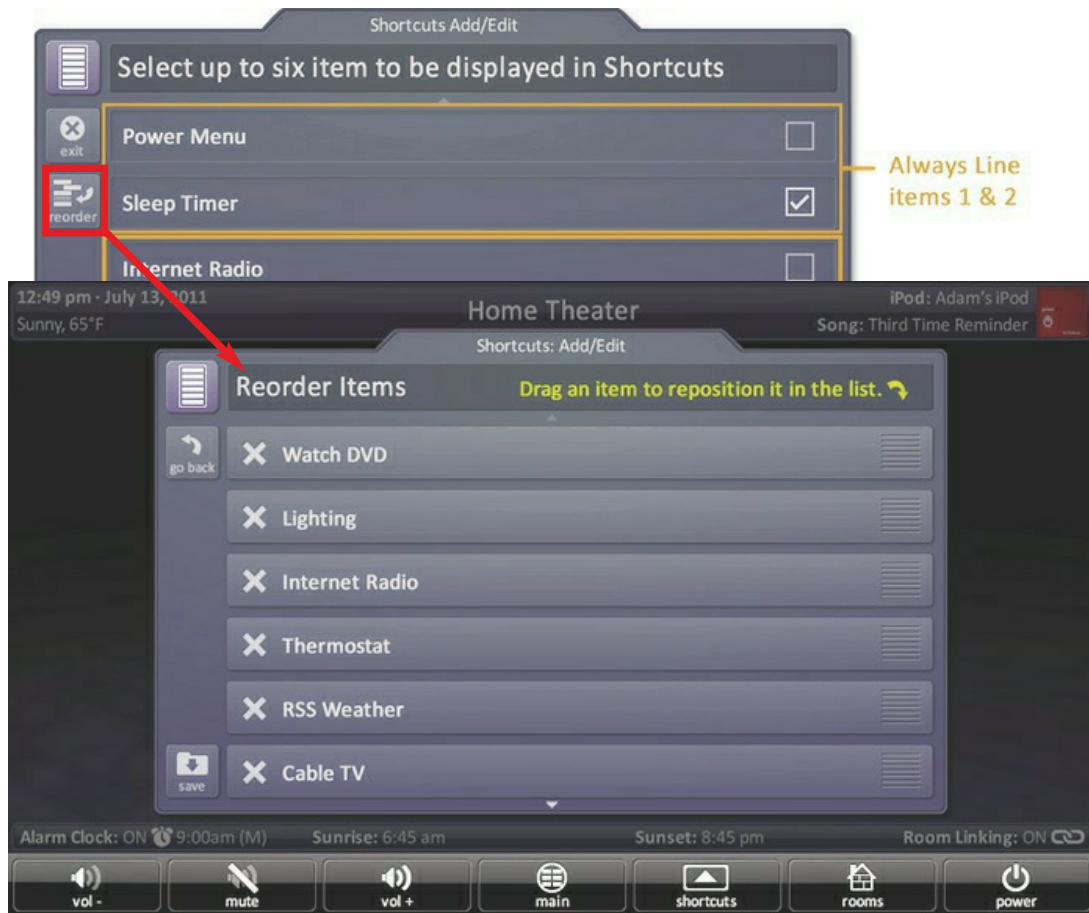 Shortcuts Add/Edit
Select up to six item to be displayed in Shortcuts
exit
Power Menu
Always Line
items 1 & 2
reorder
Sleep Timer
Internet Radio
12:49 pm · July 13, 2011
Home Theater
iPod: Adam's iPod
Sunny, 65°F
Song: Third Time Reminder
Shortcuts: Add/Edit
Reorder Items
Drag an item to reposition it in the list.
go back
Watch DVD
Lighting
Internet Radio
Thermostat
RSS Weather
save
Cable TV
Alarm Clock: ON 9:00am (M)
Sunrise: 6:45 am
Sunset: 8:45 pm
Room Linking: ON
vol -
mute
vol +
main
shortcuts
rooms
power